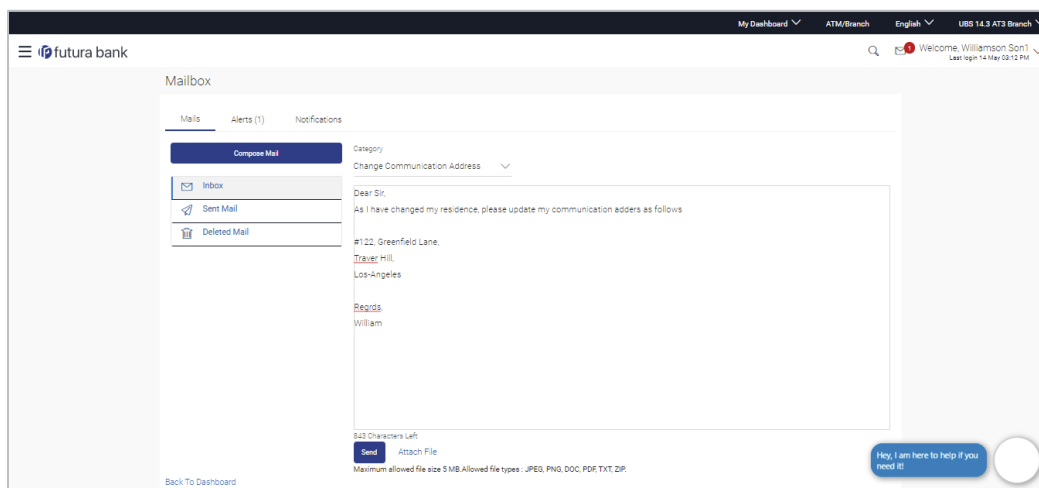 My Dashboard ATM/Branch English UBS 14.3 AT3 Branch
futura bank 1 Welcome, Williamson Son1
Last login 14 May 03:12 PM
Mailbox
Mails Alerts (1) Notifications
Compose Mail
Inbox
Sent Mail
Deleted Mail
Category
Change Communication Address
Dear Sir,
As I have changed my residence, please update my communication adders as follows
#122, Greenfield Lane,
Traver Hill,
Los-Angeles
Regrds,
William
843 Characters Left
Send Attach File
Maximum allowed file size 5 MB.Allowed file types : JPEG, PNG, DOC, PDF, TXT, ZIP.
Back To Dashboard
Hey, I am here to help if you
need it!